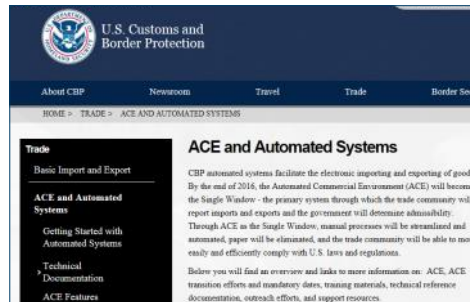 U.S. Customs and
Border Protection
About CBP Newsroom Travel Trade Border Sec
HOME > TRADE > ACE AND AUTOMATED SYSTEMS
Trade
Basic Import and Export
ACE and Automated
Systems
Getting Started with
Automated Systems
> Technical
Documentation
ACE Features
ACE and Automated Systems
CBP automated systems facilitate the electronic importing and exporting of good
By the end of 2016, the Automated Commercial Environment (ACE) will becom
the Single Window - the primary system through which the trade community wil
report imports and exports and the government will determine admissibility.
Through ACE as the Single Window, manual processes will be streamlined and
automated, paper will be eliminated, and the trade community will be able to mor
easily and efficiently comply with U.S. laws and regulations.
Below you will find an overview and links to more information on: ACE, ACE
transition efforts and mandatory dates, training materials, technical reference
documentation, outreach efforts, and support resources.